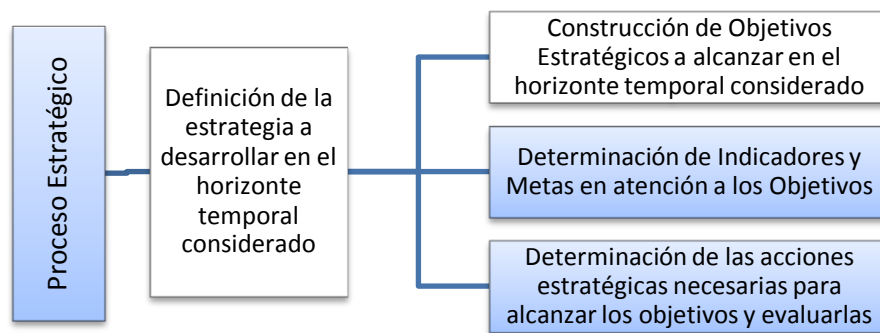 Proceso Estratégico
Definición de la
estrategia a
desarrollar en el
horizonte
temporal
considerado
Construcción de Objetivos
Estratégicos a alcanzar en el
horizonte temporal considerado
Determinación de Indicadores y
Metas en atención a los Objetivos
Determinación de las acciones
estratégicas necesarias para
alcanzar los objetivos y evaluarlas